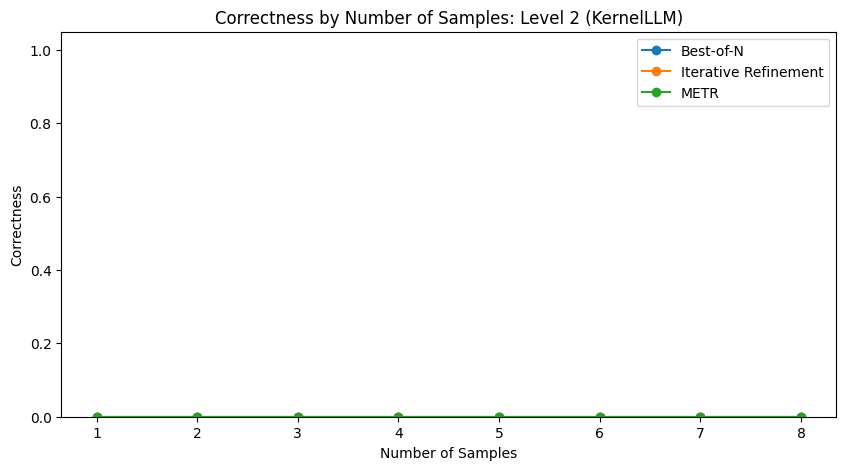 Correctness by Number of Samples: Level 2 (KernelLLM)
Best-of-N
Iterative Refinement
METR
Correctness
1.0
0.8
0.6
0.4
0.2
0.0
1 2 3 4 5 6 7 8
Number of Samples